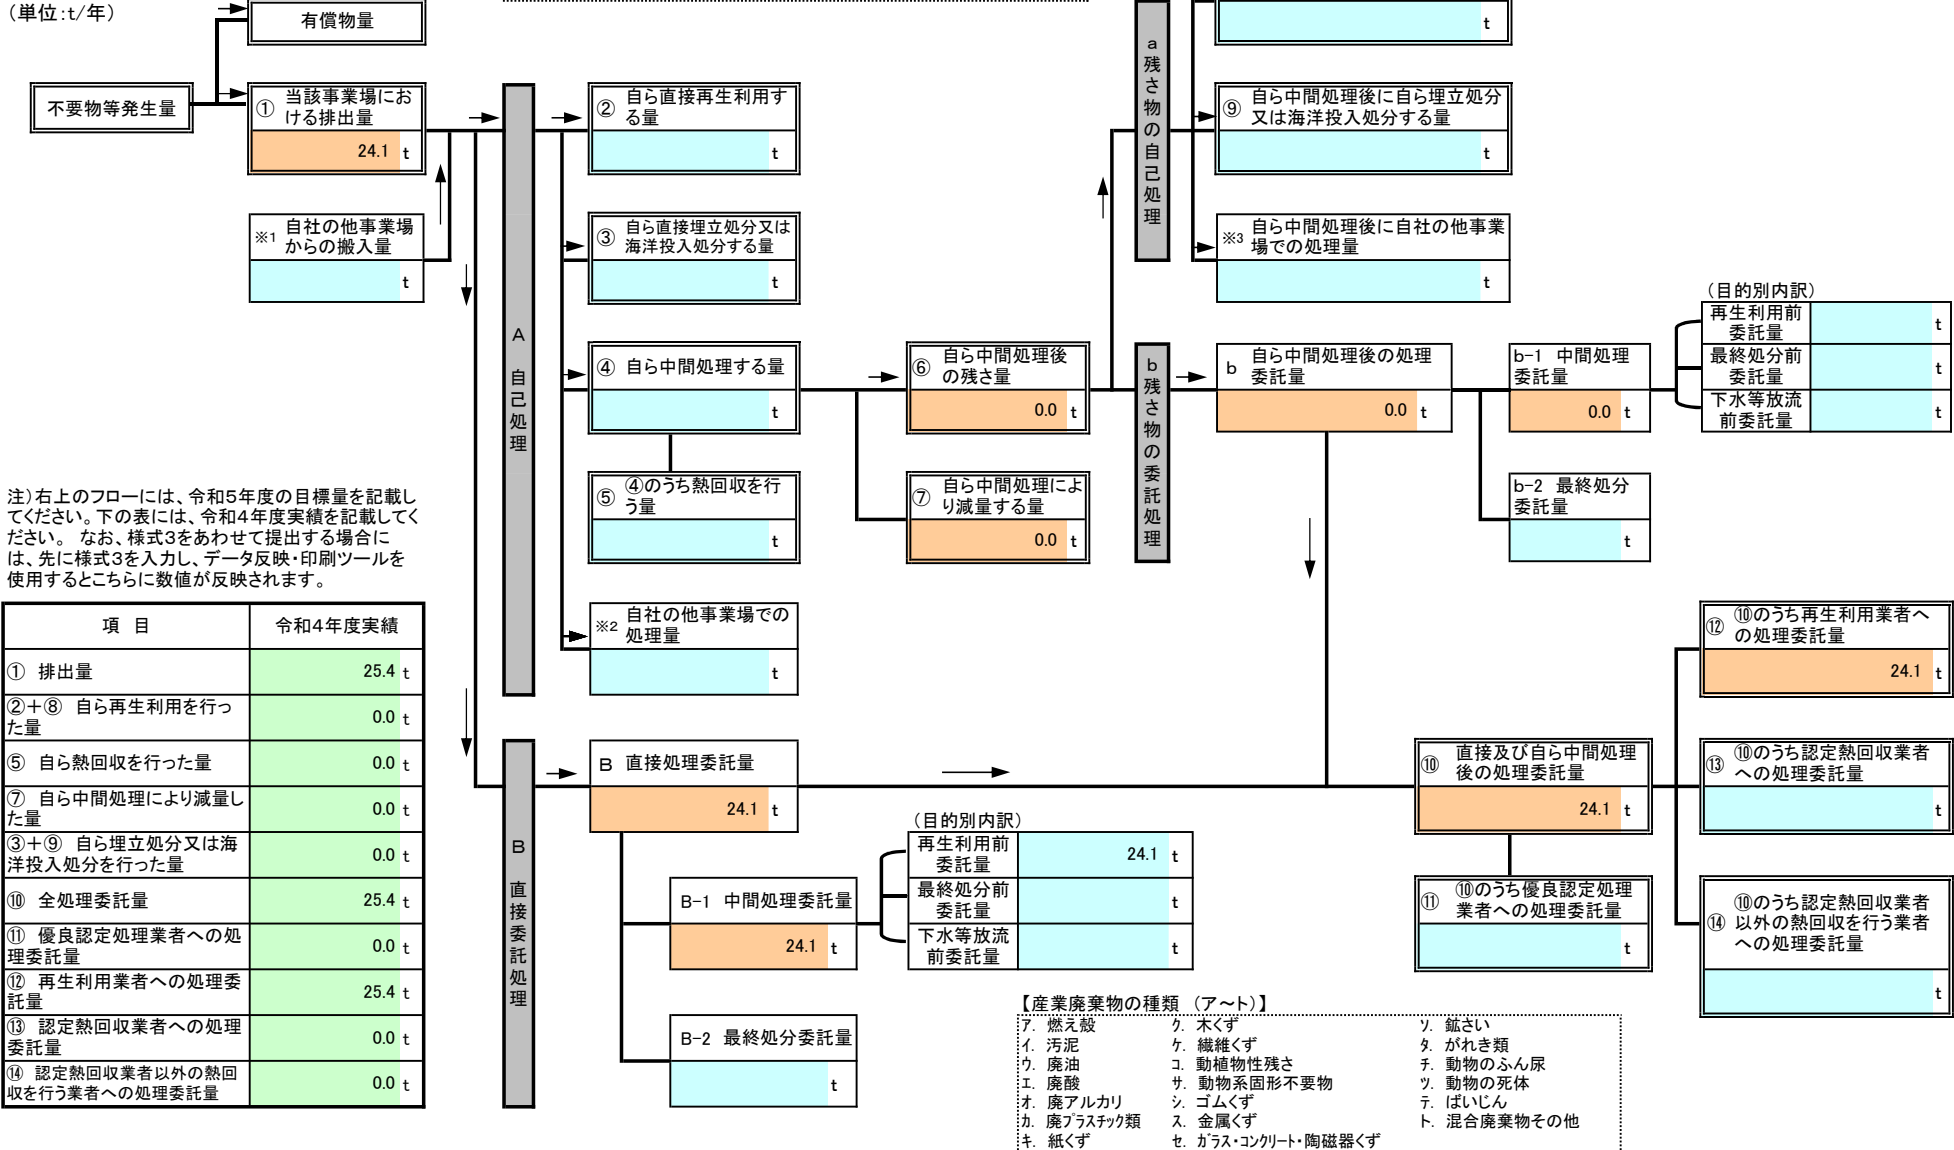 (単位:t/年)
有償物量
t
不要物等発生量
① 当該事業場にお
ける排出量
24.1 t
※1 自社の他事業場
からの搬入量
t
A 自己処理
② 自ら直接再生利用す
る量
t
③ 自ら直接埋立処分又は
海洋投入処分する量
t
④ 自ら中間処理する量
t
⑤ ④のうち熱回収を行
う量
t
※2 自社の他事業場での
処理量
t
⑥ 自ら中間処理後
の残さ量
0.0 t
⑦ 自ら中間処理によ
り減量する量
0.0 t
a 残さ物の自己処理
⑨ 自ら中間処理後に自ら埋立処分
又は海洋投入処分する量
t
※3 自ら中間処理後に自社の他事業
場での処理量
t
b 残さ物の委託処理
b 自ら中間処理後の処理
委託量
0.0 t
b-1 中間処理
委託量
0.0 t
b-2 最終処分
委託量
t
(目的別内訳)
再生利用前
委託量
t
最終処分前
委託量
t
下水等放流
前委託量
t
注)右上のフローには、令和5年度の目標量を記載し
てください。下の表には、令和4年度実績を記載してく
ださい。 なお、様式3をあわせて提出する場合に
は、先に様式3を入力し、データ反映・印刷ツールを
使用するとこちらに数値が反映されます。
項 目 令和4年度実績
① 排出量 25.4 t
②+⑧ 自ら再生利用を行っ
た量 0.0 t
⑤ 自ら熱回収を行った量 0.0 t
⑦ 自ら中間処理により減量し
た量 0.0 t
③+⑨ 自ら埋立処分又は海
洋投入処分を行った量 0.0 t
⑩ 全処理委託量 25.4 t
⑪ 優良認定処理業者への処
理委託量 0.0 t
⑫ 再生利用業者への処理委
託量 25.4 t
⑬ 認定熱回収業者への処理
委託量 0.0 t
⑭ 認定熱回収業者以外の熱回
収を行う業者への処理委託量 0.0 t
B 直接委託処理
B 直接処理委託量
24.1 t
B-1 中間処理委託量
24.1 t
B-2 最終処分委託量
t
(目的別内訳)
再生利用前
委託量
24.1 t
最終処分前
委託量
t
下水等放流
前委託量
t
⑩ 直接及び自ら中間処理
後の処理委託量
24.1 t
⑪ ⑩のうち優良認定処理
業者への処理委託量
t
⑫ ⑩のうち再生利用業者へ
の処理委託量
24.1 t
⑬ ⑩のうち認定熱回収業者
への処理委託量
t
⑭ ⑩のうち認定熱回収業者
以外の熱回収を行う業者
への処理委託量
t
【産業廃棄物の種類 (ア~ト)】
ア. 燃え殻 ク. 木くず ソ. 鉱さい
イ. 汚泥 ケ. 繊維くず タ. がれき類
ウ. 廃油 コ. 動植物性残さ チ. 動物のふん尿
エ. 廃酸 サ. 動物系固形不要物 ツ. 動物の死体
オ. 廃アルカリ シ. ゴムくず テ. ばいじん
カ. 廃プラスチック類 ス. 金属くず ト. 混合廃棄物その他
キ. 紙くず セ. ガラス・コンクリート・陶磁器くず